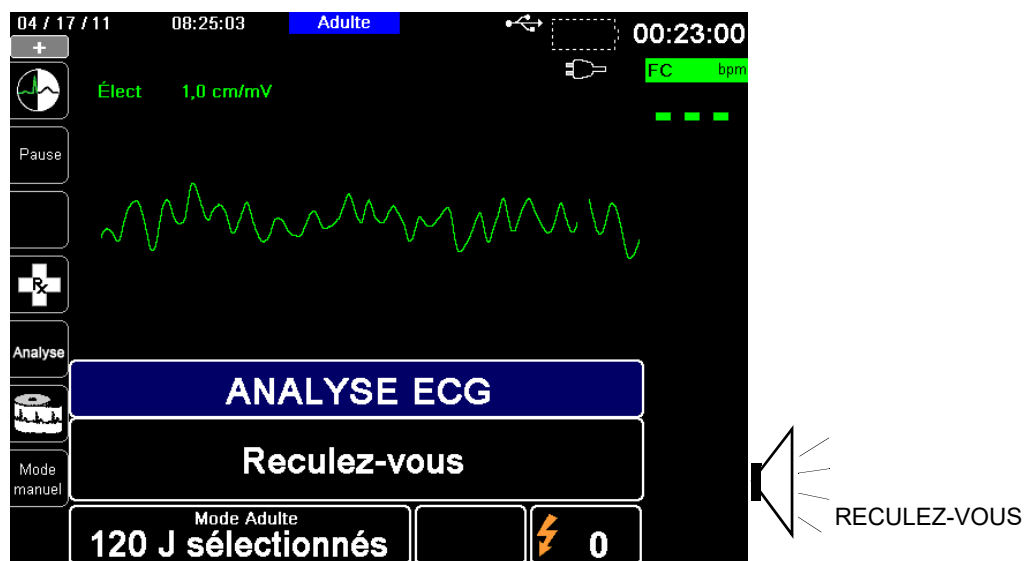 04 / 17 / 11 08:25:03 Adulte 00:23:00
+
FC bpm
Élect 1,0 cm/mV
- - -
Pause
Rx
Analyse
ANALYSE ECG
Reculez-vous
Mode
manuel
Mode Adulte
120 J sélectionnés 0
RECULEZ-VOUS